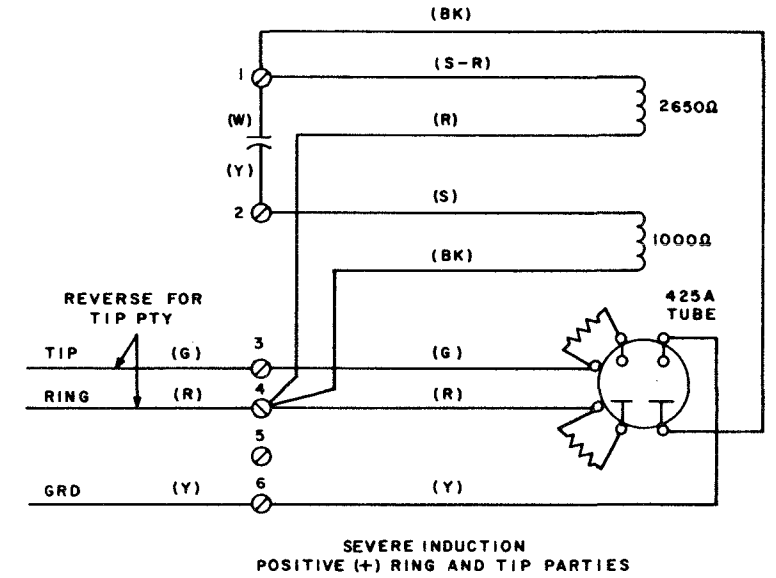 (BK)
1
(S-R)
2650Ω
(W)
(R)
(Y)
2
(S)
1000Ω
(BK)
REVERSE FOR
TIP PTY
425A
TUBE
3
TIP
(G)
(G)
4
RING
(R)
(R)
5
6
GRD
(Y)
(Y)
SEVERE INDUCTION
POSITIVE (+) RING AND TIP PARTIES